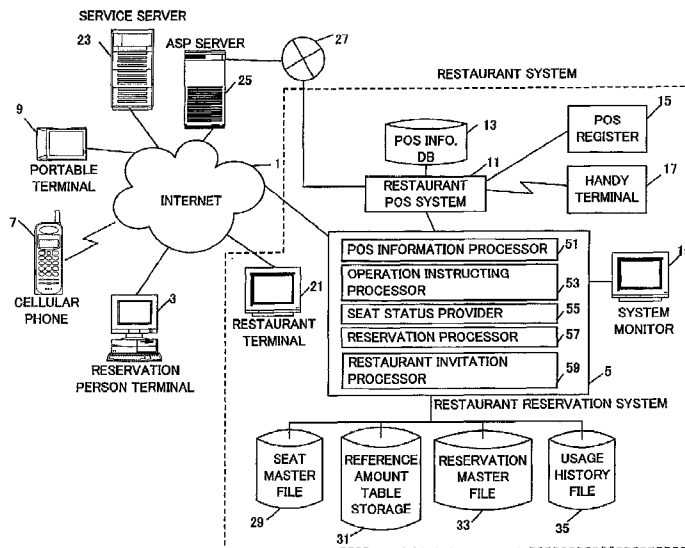 SERVICE SERVER
23
ASP SERVER
25
27
RESTAURANT SYSTEM
9
PORTABLE TERMINAL
1
INTERNET
7
CELLULAR PHONE
3
RESERVATION PERSON TERMINAL
21
RESTAURANT TERMINAL
13
POS INFO. DB
11
RESTAURANT POS SYSTEM
15
POS REGISTER
17
HANDY TERMINAL
POS INFORMATION PROCESSOR
51
OPERATION INSTRUCTING PROCESSOR
53
SEAT STATUS PROVIDER
55
RESERVATION PROCESSOR
57
RESTAURANT INVITATION PROCESSOR
59
5
SYSTEM MONITOR
RESTAURANT RESERVATION SYSTEM
SEAT MASTER FILE
29
REFERENCE AMOUNT TABLE STORAGE
31
RESERVATION MASTER FILE
33
USAGE HISTORY FILE
35